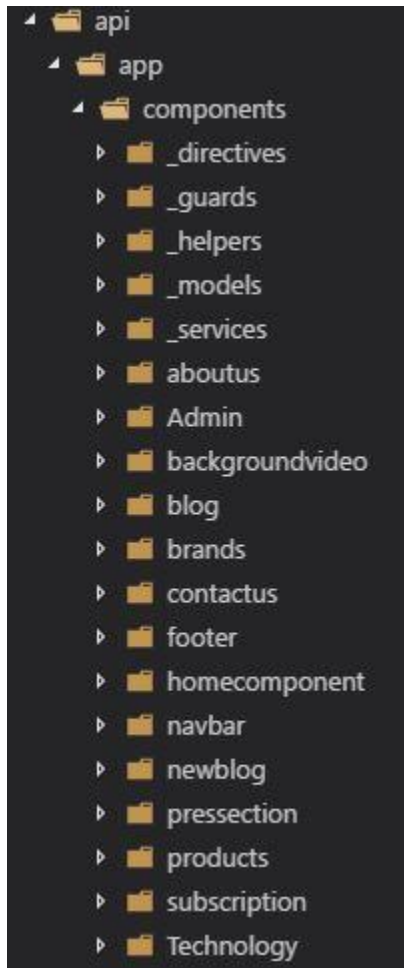 api
app
components
_directives
_guards
_helpers
_models
_services
aboutus
Admin
backgroundvideo
blog
brands
contactus
footer
homecomponent
navbar
newblog
pressection
products
subscription
Technology